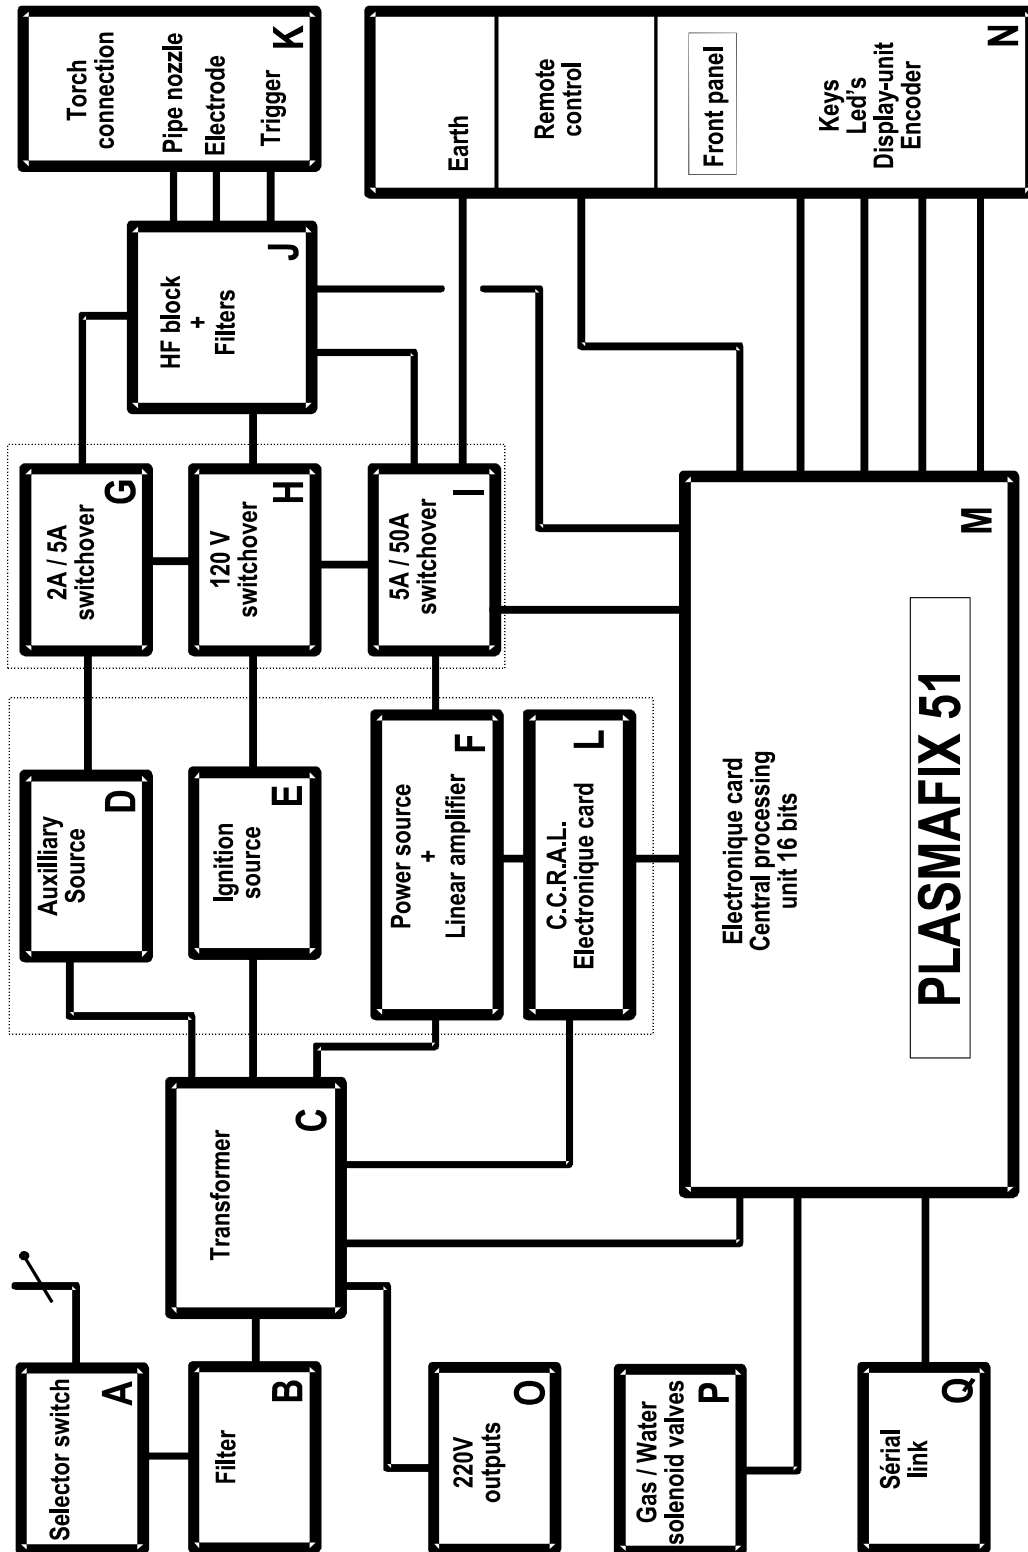 Selector switch
A
Filter
B
Transformer
C
Auxilliary
Source
D
Ignition
source
E
Power source
+
Linear amplifier
F
2A / 5A
switchover
G
120 V
switchover
H
5A / 50A
switchover
I
HF block
+
Filters
J
Torch
connection
Pipe nozzle
Electrode
Trigger
K
C.C.R.A.L.
Electronique card
L
Electronique card
Central processing
unit 16 bits
PLASMAFIX 51
M
Earth
Remote
control
Front panel
Keys
Led's
Display-unit
Encoder
N
220V
outputs
O
Gas / Water
solenoid valves
P
Sérial
link
Q